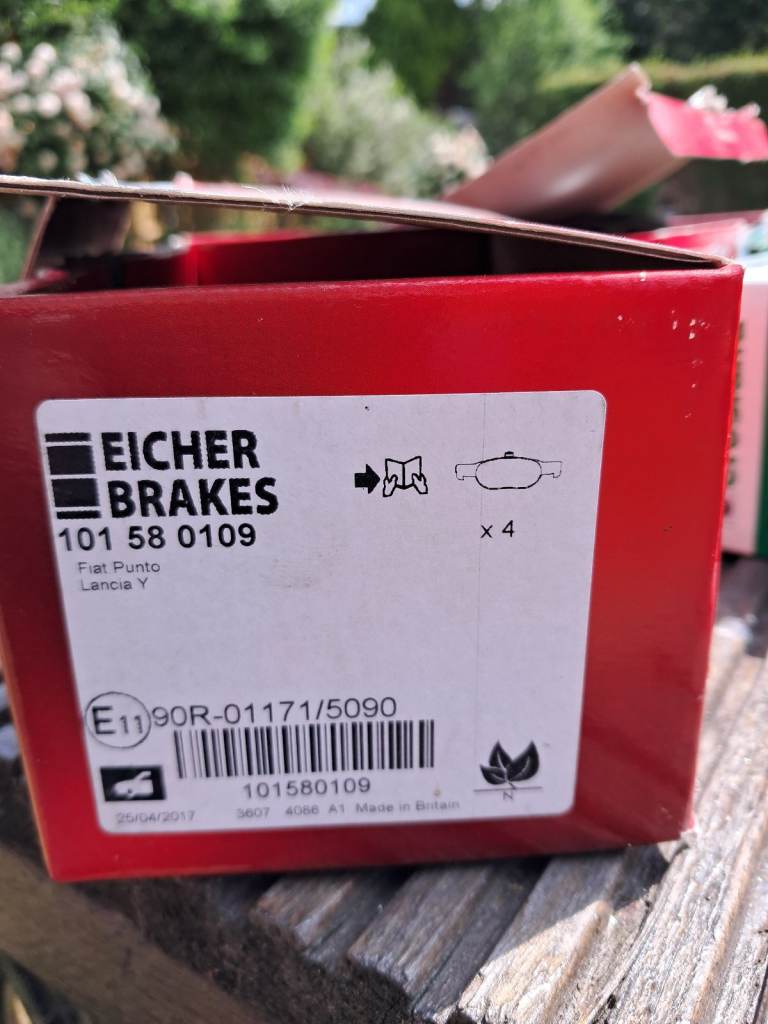 EICHER
BRAKES
101 58 0109
x 4
Fiat Punto
Lancia Y
E11 90R-01171/5090
101580109
N
25/04/2017 3607 4086 A1 Made in Britain